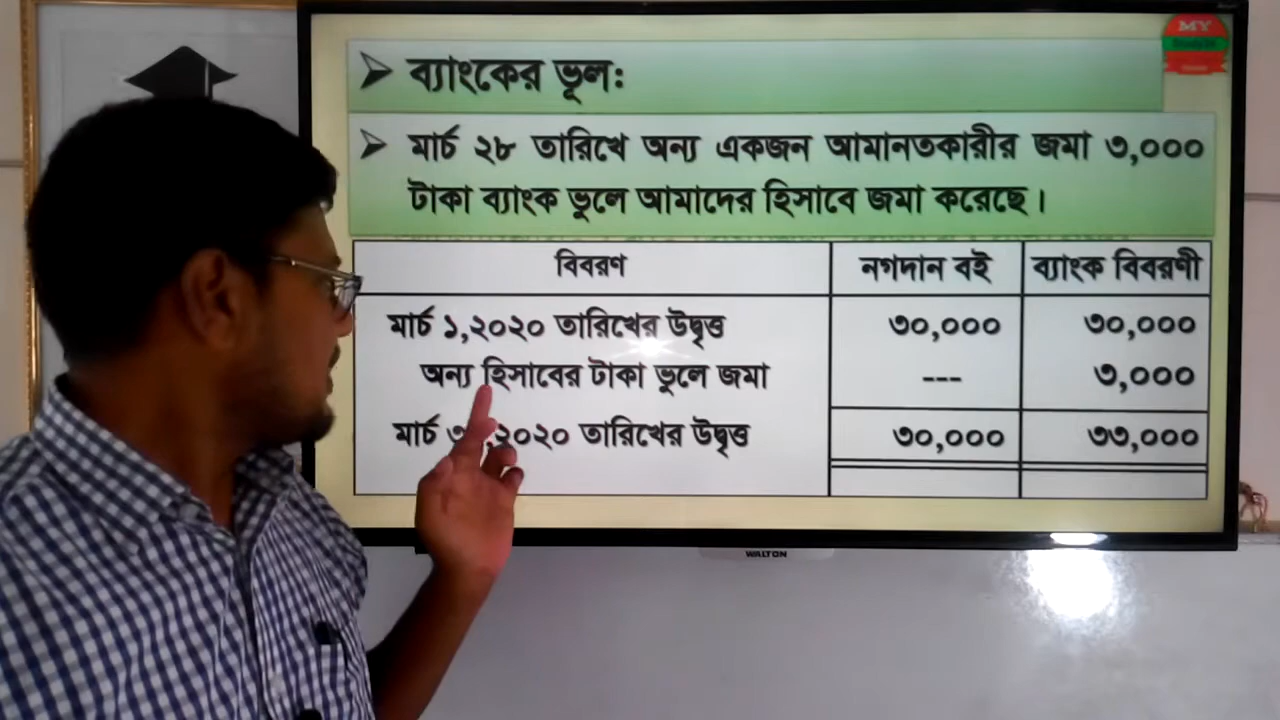 MY
➢ ব্যাংকের ভূল:
➢ মার্চ ২৮ তারিখে অন্য একজন আমানতকারীর জমা ৩,০০০
টাকা ব্যাংক ভুলে আমাদের হিসাবে জমা করেছে।
বিবরণ নগদান বই ব্যাংক বিবরণী
মার্চ ১,২০২০ তারিখের উদ্বৃত্ত ৩০,০০০ ৩০,০০০
অন্য হিসাবের টাকা ভুলে জমা --- ৩,০০০
মার্চ ২০২০ তারিখের উদ্বৃত্ত ৩০,০০০ ৩৩,০০০
WALTON